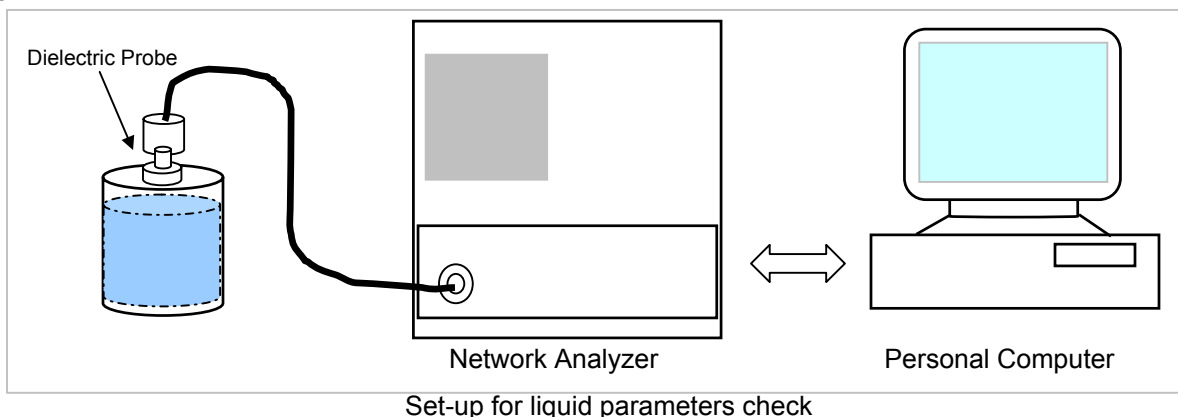 Dielectric Probe
Network Analyzer
Personal Computer
Set-up for liquid parameters check